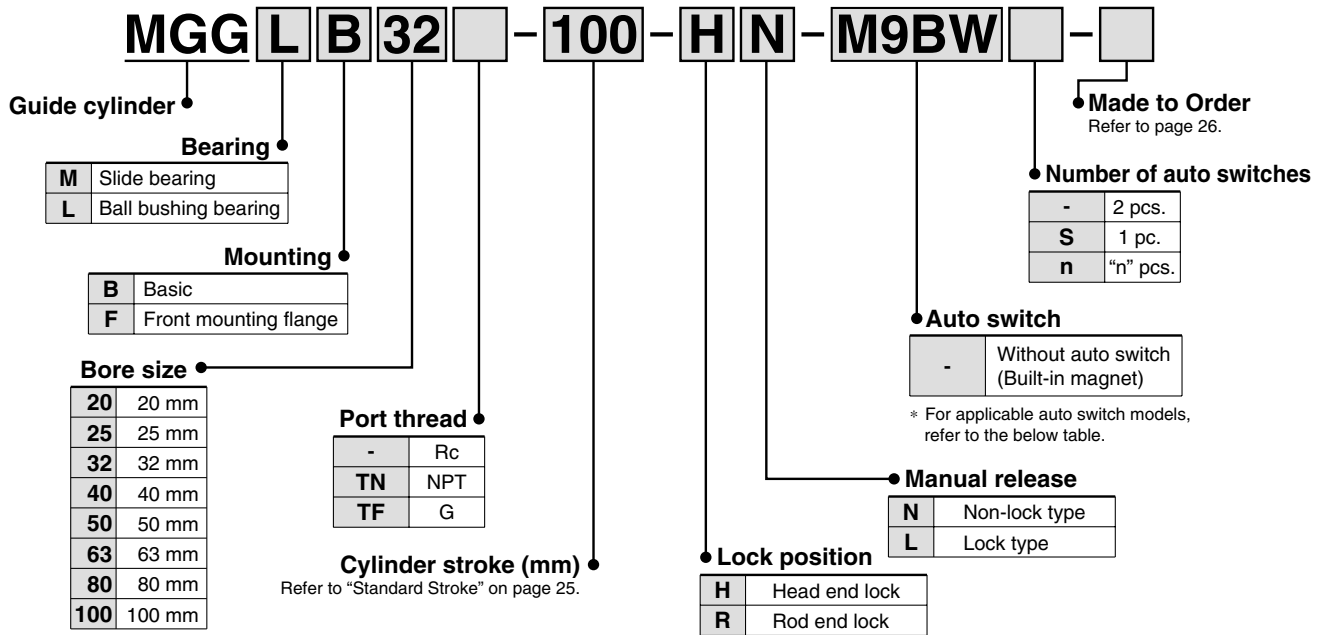 MGG L B 32 - 100 - H N - M9BW -
Guide cylinder
Bearing
M Slide bearing
L Ball bushing bearing
Mounting
B Basic
F Front mounting flange
Bore size
20 20 mm
25 25 mm
32 32 mm
40 40 mm
50 50 mm
63 63 mm
80 80 mm
100 100 mm
Port thread
- Rc
TN NPT
TF G
Cylinder stroke (mm)
Refer to “Standard Stroke” on page 25.
Lock position
H Head end lock
R Rod end lock
Manual release
N Non-lock type
L Lock type
Auto switch
- Without auto switch
(Built-in magnet)
* For applicable auto switch models,
refer to the below table.
Number of auto switches
- 2 pcs.
S 1 pc.
n “n” pcs.
Made to Order
Refer to page 26.